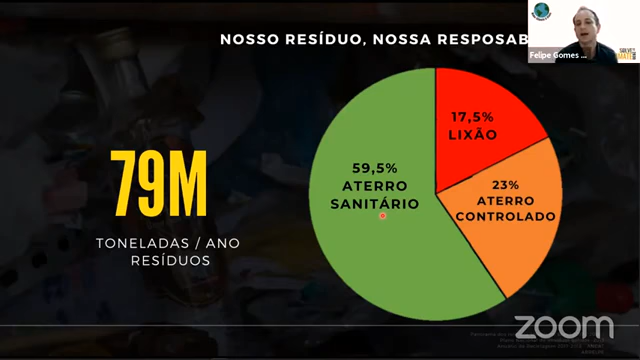 NOSSO RESÍDUO, NOSSA RESPOSAB
Felipe Gomes ...
79M
TONELADAS / ANO
RESÍDUOS
17,5%
LIXÃO
59,5%
ATERRO
SANITÁRIO
23%
ATERRO
CONTROLADO
zoom